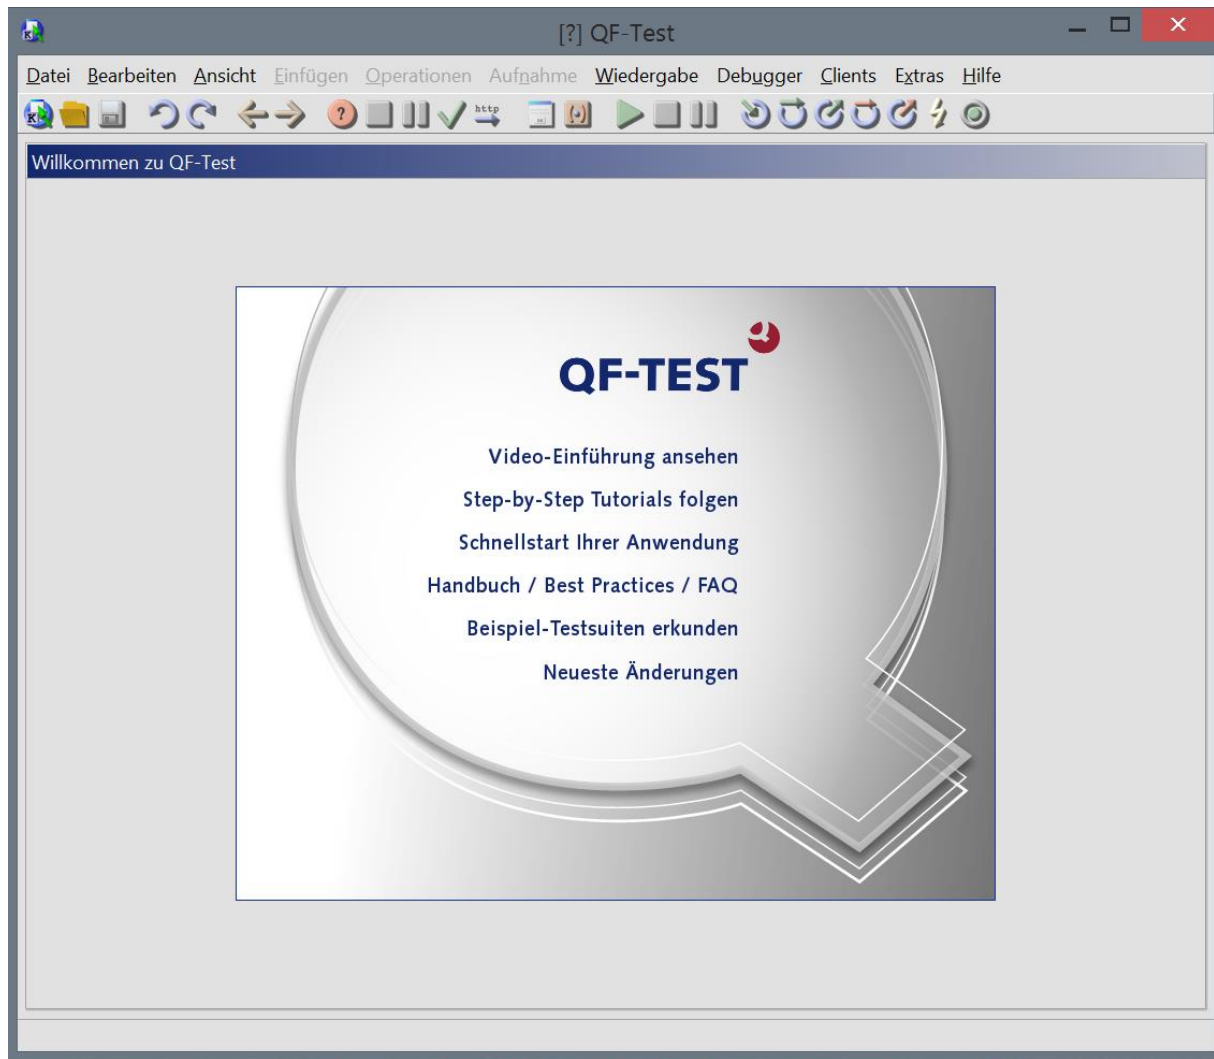 [?] QF-Test
Datei Bearbeiten Ansicht Einfügen Operationen Aufnahme Wiedergabe Debugger Clients Extras Hilfe
K ? http (·)
Willkommen zu QF-Test
QF-TEST
Video-Einführung ansehen
Step-by-Step Tutorials folgen
Schnellstart Ihrer Anwendung
Handbuch / Best Practices / FAQ
Beispiel-Testsuiten erkunden
Neueste Änderungen